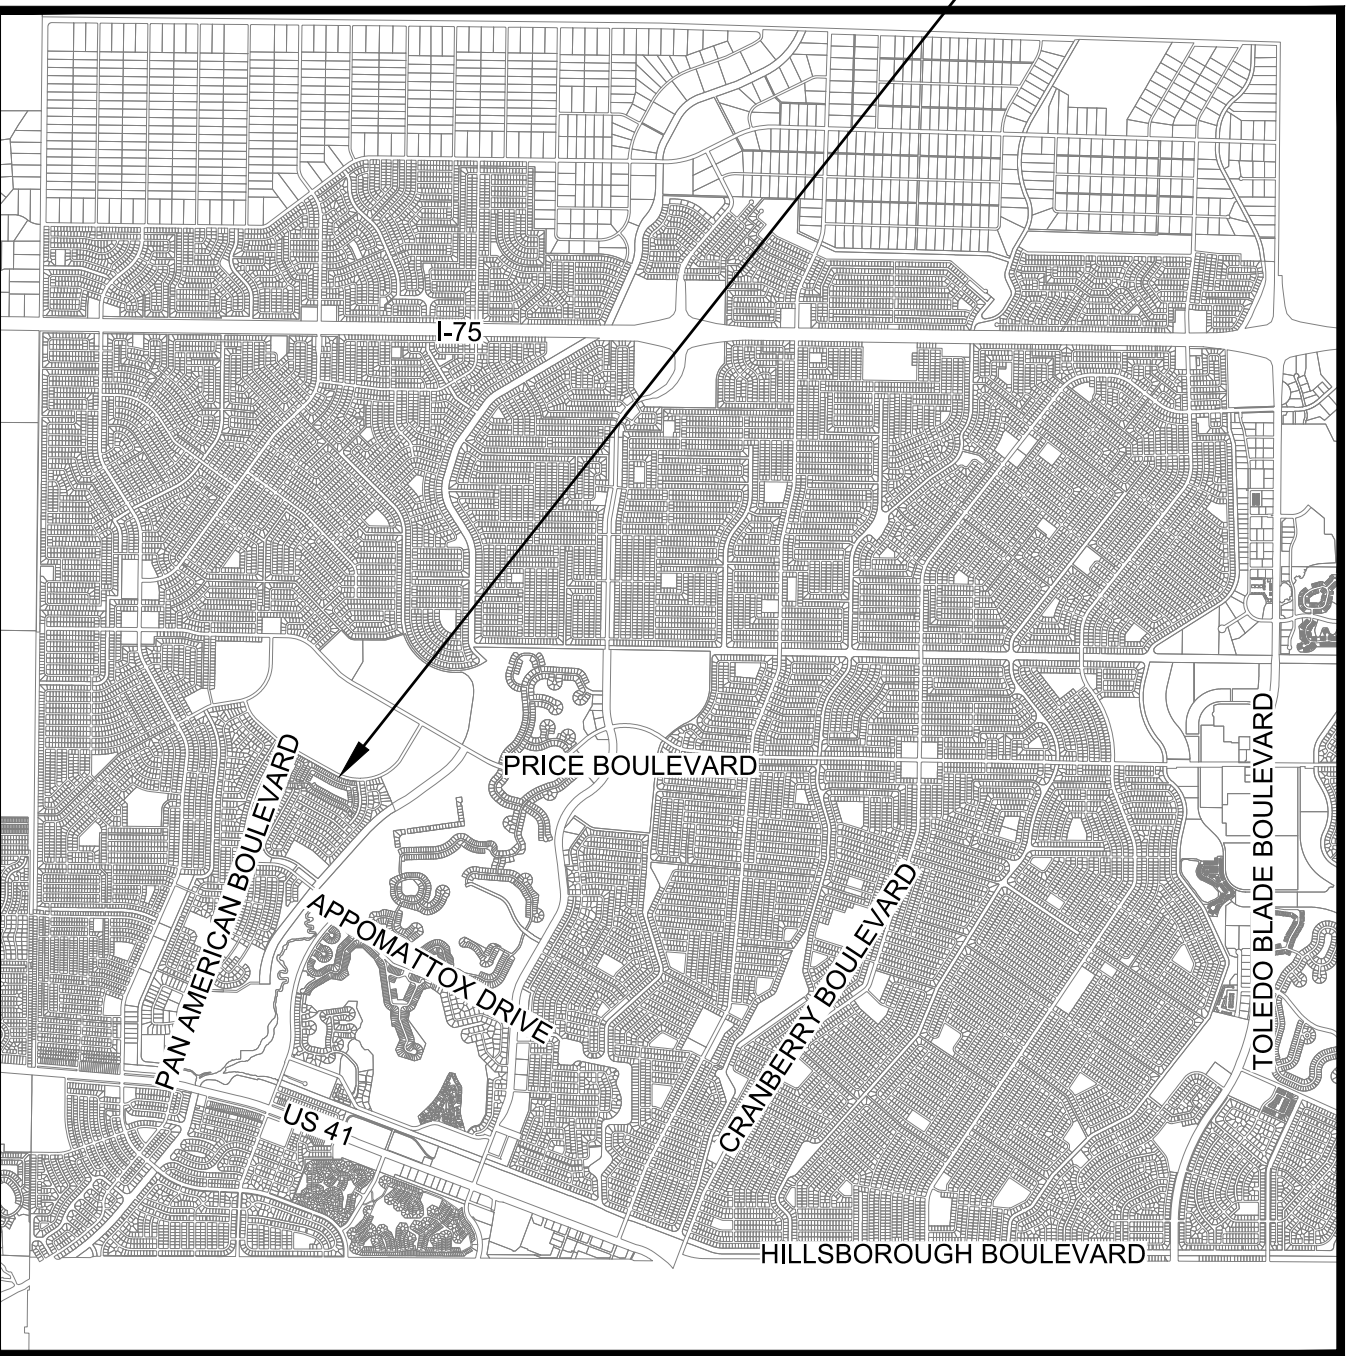 I-75
PRICE BOULEVARD
PAN AMERICAN BOULEVARD
APPOMATTOX DRIVE
CRANBERRY BOULEVARD
TOLEDO BLADE BOULEVARD
US 41
HILLSBOROUGH BOULEVARD